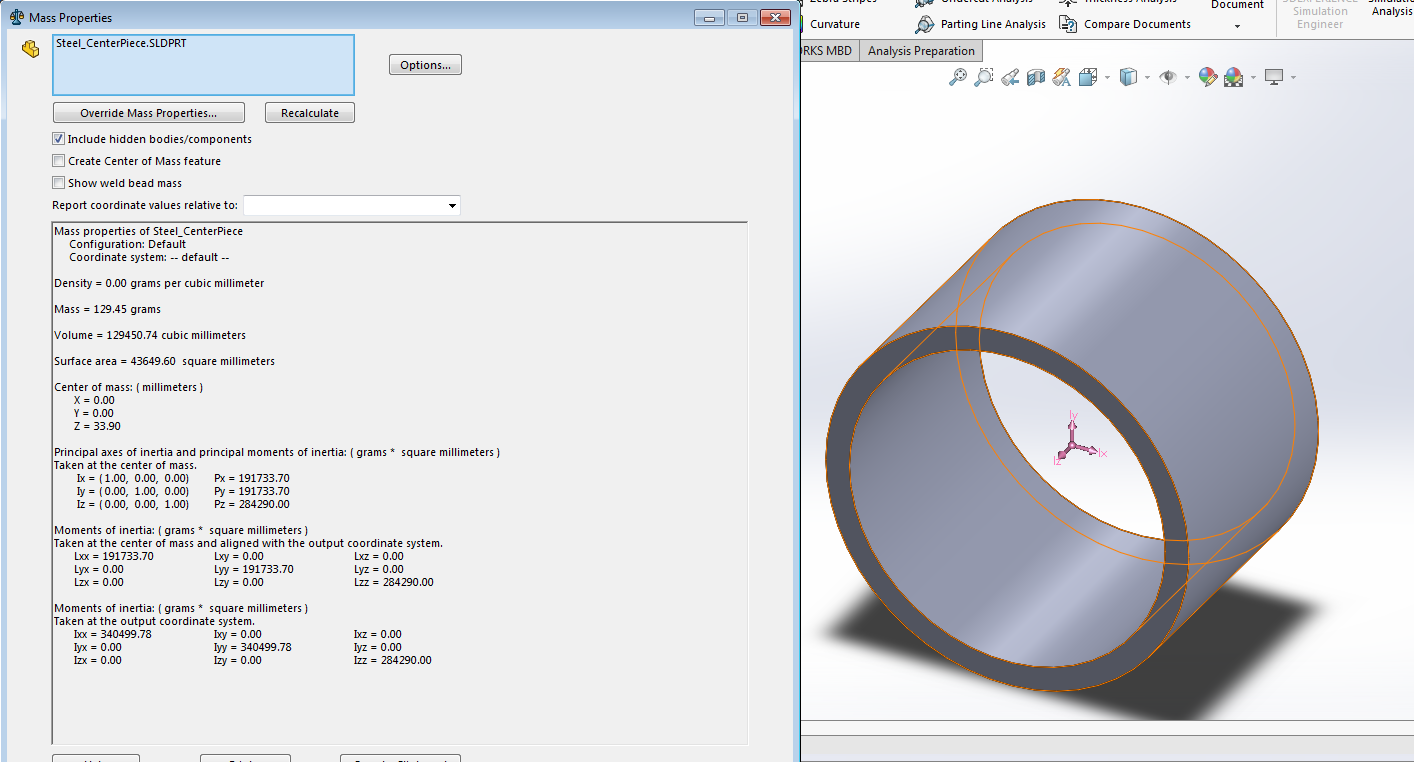 Mass Properties
Steel_CenterPiece.SLDPRT
Options...
Override Mass Properties...
Recalculate
Include hidden bodies/components
Create Center of Mass feature
Show weld bead mass
Report coordinate values relative to:
Mass properties of Steel_CenterPiece
Configuration: Default
Coordinate system: -- default --
Density = 0.00 grams per cubic millimeter
Mass = 129.45 grams
Volume = 129450.74 cubic millimeters
Surface area = 43649.60 square millimeters
Center of mass: ( millimeters )
X = 0.00
Y = 0.00
Z = 33.90
Principal axes of inertia and principal moments of inertia: ( grams * square millimeters )
Taken at the center of mass.
Ix = ( 1.00, 0.00, 0.00) Px = 191733.70
Iy = ( 0.00, 1.00, 0.00) Py = 191733.70
Iz = ( 0.00, 0.00, 1.00) Pz = 284290.00
Moments of inertia: ( grams * square millimeters )
Taken at the center of mass and aligned with the output coordinate system.
Lxx = 191733.70 Lxy = 0.00 Lxz = 0.00
Lyx = 0.00 Lyy = 191733.70 Lyz = 0.00
Lzx = 0.00 Lzy = 0.00 Lzz = 284290.00
Moments of inertia: ( grams * square millimeters )
Taken at the output coordinate system.
Ixx = 340499.78 Ixy = 0.00 Ixz = 0.00
Iyx = 0.00 Iyy = 340499.78 Iyz = 0.00
Izx = 0.00 Izy = 0.00 Izz = 284290.00
Curvature
Parting Line Analysis
Thickness Analysis
Compare Documents
Document
Simulation
Engineer
Analysis
RKS MBD
Analysis Preparation
Iy
Ix
Iz